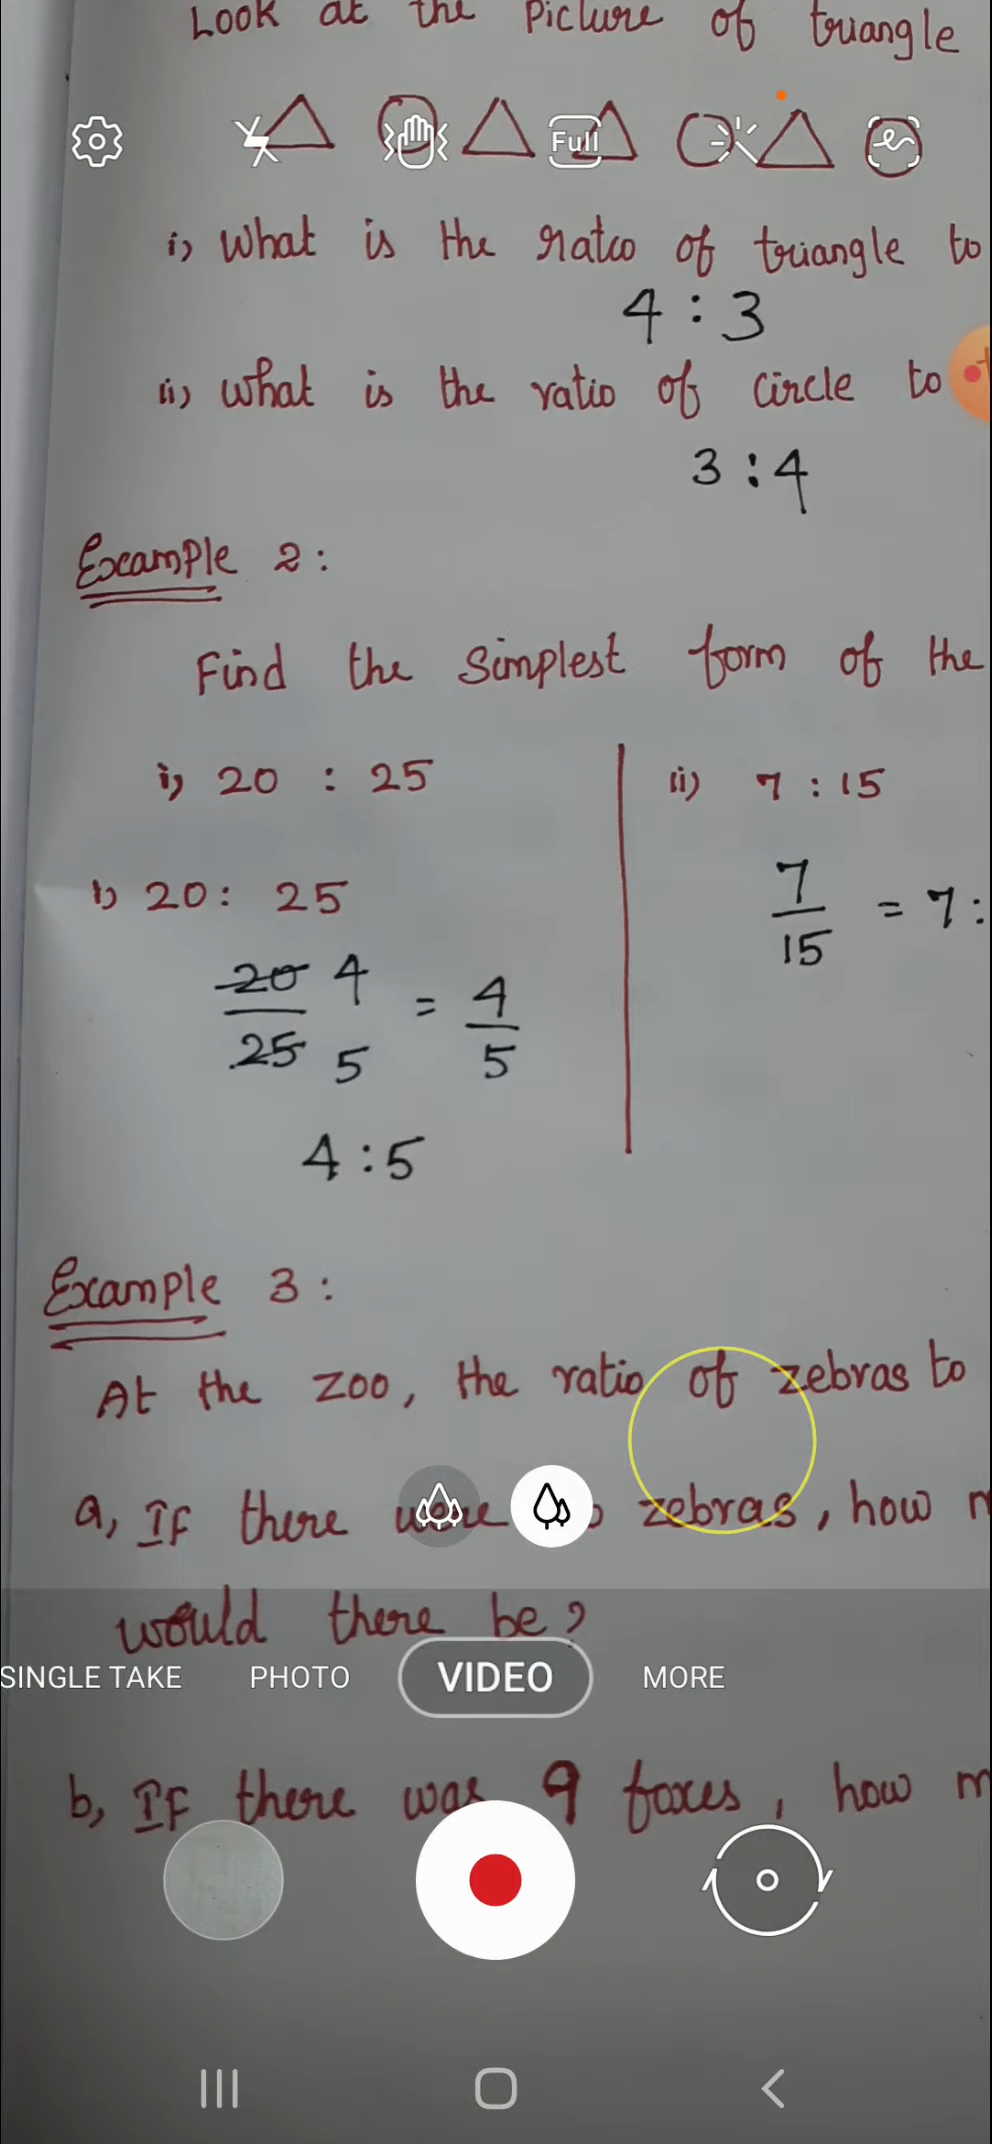 Look at the Picture of triangle
Full
i) What is the ratio of triangle to
4 : 3
ii) What is the ratio of circle to
3 : 4
Example 2 :
Find the Simplest form of the
i) 20 : 25
ii) 7 : 15
i) 20 : 25
20 4
25 5
= 4
5
4 : 5
7
15
= 7 :
Example 3 :
At the zoo, the ratio of zebras to
a, If there were zebras, how
would there be?
SINGLE TAKE PHOTO VIDEO MORE
b, If there was 9 foxes, how